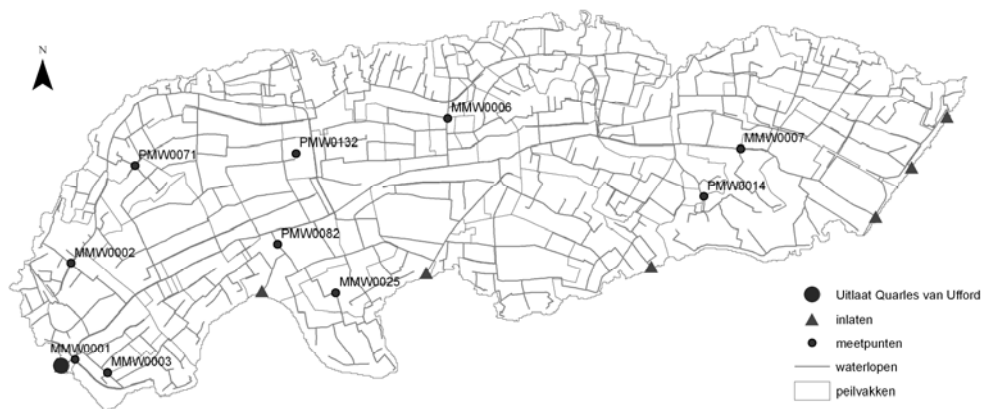 N
MMW0006
MMW0007
PMW0132
PMW0071
PMW0014
PMW0082
MMW0002
MMW0025
MMW0001
MMW0003
Uitlaat Quarles van Ufford
inlaten
meetpunten
waterlopen
peilvakken